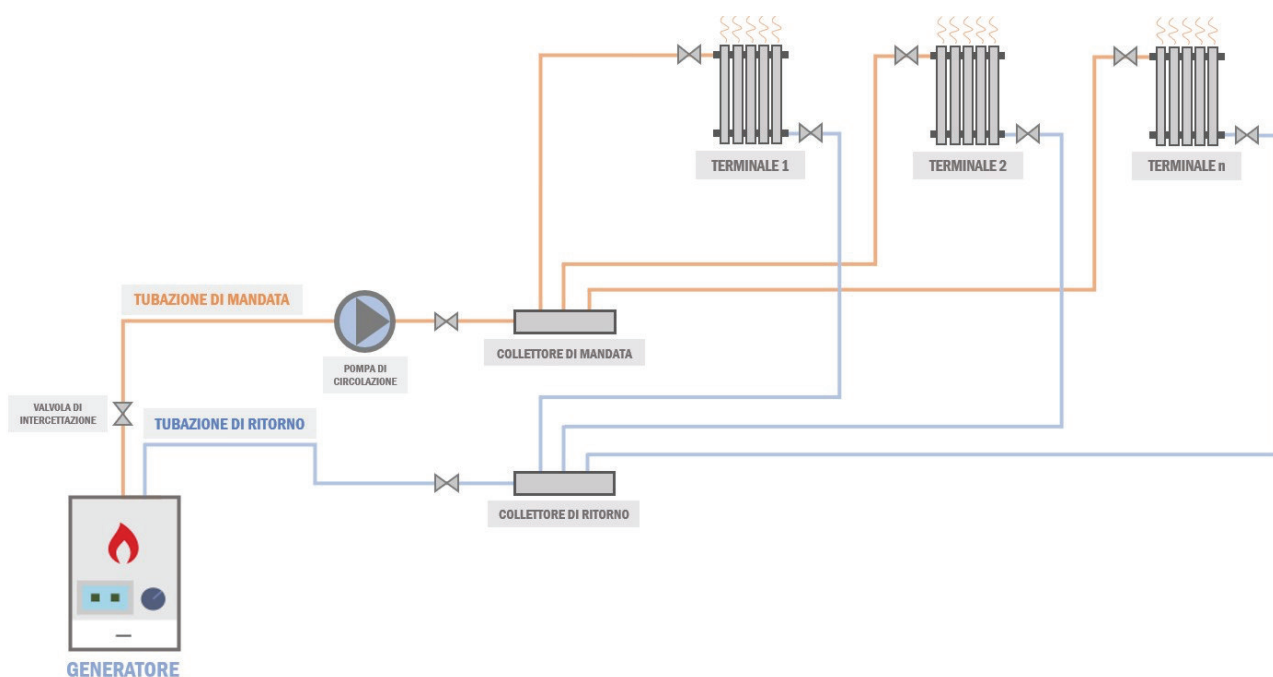 TERMINALE 1
TERMINALE 2
TERMINALE n
TUBAZIONE DI MANDATA
COLLETTORE DI MANDATA
POMPA DI
CIRCOLAZIONE
VALVOLA DI
INTERCETTAZIONE
TUBAZIONE DI RITORNO
COLLETTORE DI RITORNO
GENERATORE